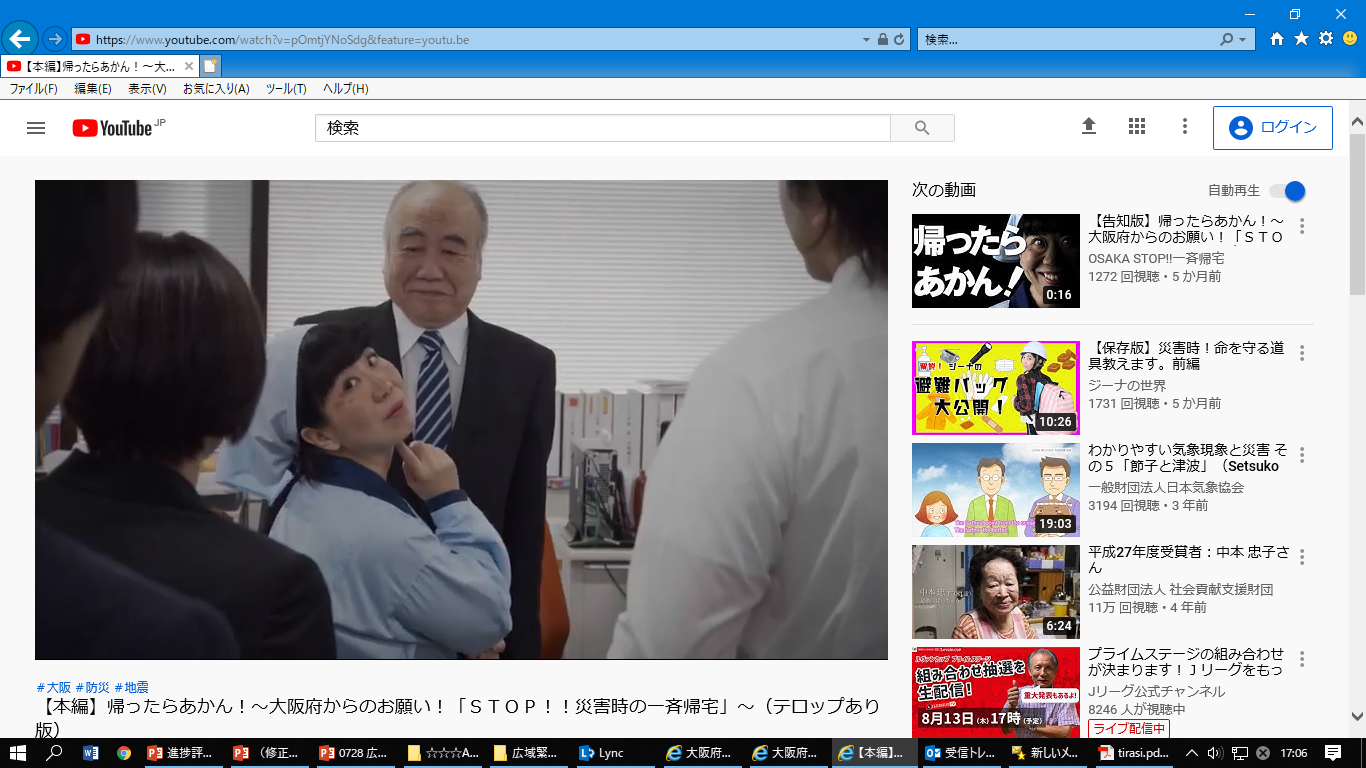 https://www.youtube.com/watch?v=pOmtjYNoSdg&feature=youtu.be
検索...
【本編】帰ったらあかん！～大...
ファイル(F) 編集(E) 表示(V) お気に入り(A) ツール(T) ヘルプ(H)
YouTube JP
検索
ログイン
次の動画
自動再生
帰ったら
あかん！
0:16
【告知版】帰ったらあかん！～
大阪府からのお願い！「ＳＴＯ
OSAKA STOP!!一斉帰宅
1272 回視聴・5 か月前
解説！ジーナの
避難バッグ
大公開！
10:26
【保存版】災害時！命を守る道
具教えます。前編
ジーナの世界
1731 回視聴・5 か月前
19:03
わかりやすい気象現象と災害 そ
の５「節子と津波」（Setsuko
一般財団法人日本気象協会
3194 回視聴・3 年前
6:24
平成27年度受賞者：中本 忠子さ
ん
公益財団法人 社会貢献支援財団
11万 回視聴・4 年前
組み合わせ抽選を
生配信！
重大発表もあるよ！
8月13日(木)17時(予定)
プライムステージの組み合わせ
が決まります！Ｊリーグをもっ
Jリーグ公式チャンネル
8246 人が視聴中
ライブ配信中
#大阪 #防災 #地震
【本編】帰ったらあかん！～大阪府からのお願い！「ＳＴＯＰ！！災害時の一斉帰宅」～（テロップあり
版）
進捗評... （修正... 0728 広... ☆☆☆A... 広域緊... Lync 大阪府... 大阪府... 【本編】... 受信トレ... 新しいメ... tirasi.pd... 17:06